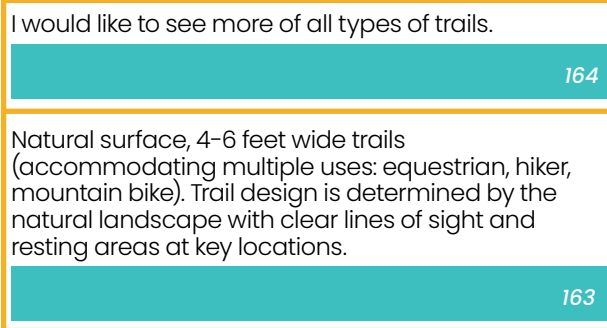 I would like to see more of all types of trails.
164
Natural surface, 4-6 feet wide trails
(accommodating multiple uses: equestrian, hiker,
mountain bike). Trail design is determined by the
natural landscape with clear lines of sight and
resting areas at key locations.
163